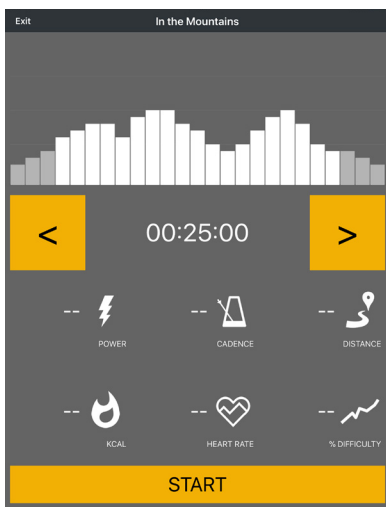 Exit In the Mountains
< 00:25:00 >
-- -- --
POWER CADENCE DISTANCE
-- -- --
KCAL HEART RATE % DIFFICULTY
START